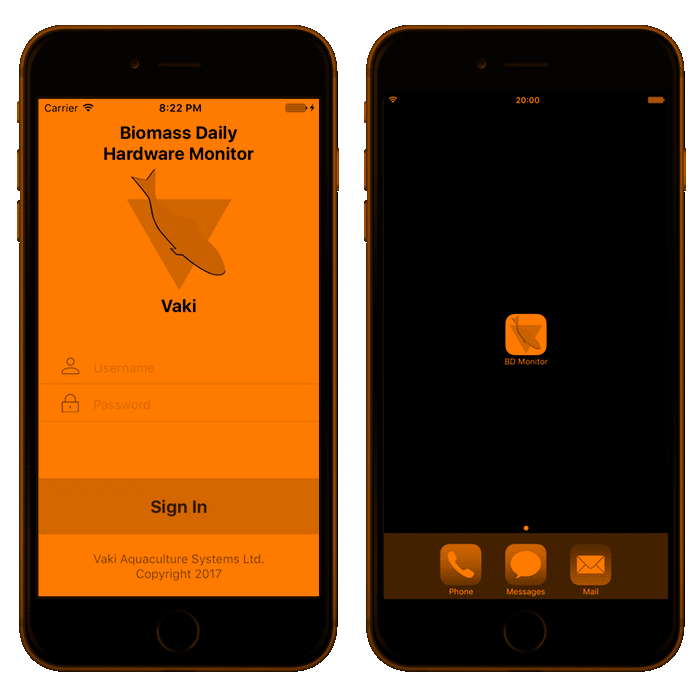 Carrier 8:22 PM
Biomass Daily
Hardware Monitor
Vaki
Username
Password
Sign In
Vaki Aquaculture Systems Ltd.
Copyright 2017
20:00
BD Monitor
Phone Messages Mail